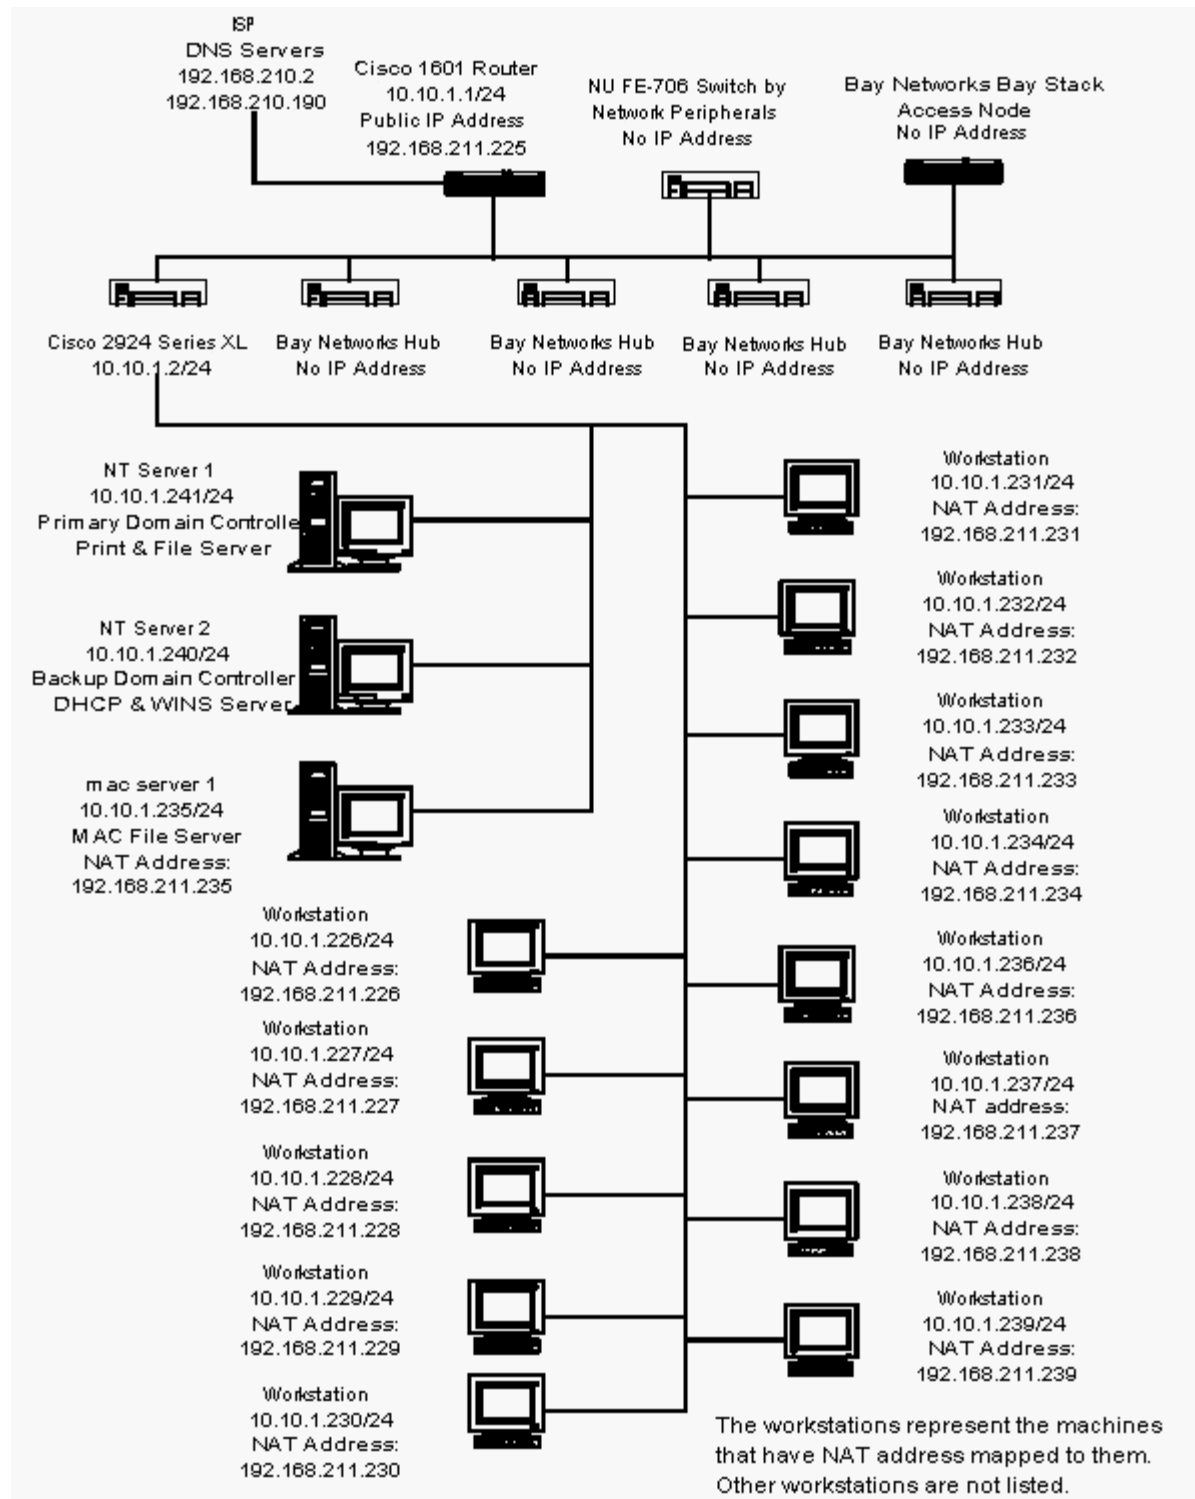 ISP
DNS Servers
192.168.210.2
192.168.210.190
Cisco 1601 Router
10.10.1.1/24
Public IP Address
192.168.211.225
NU FE-706 Switch by
Network Peripherals
No IP Address
Bay Networks Bay Stack
Access Node
No IP Address
Cisco 2924 Series XL
10.10.1.2/24
Bay Networks Hub
No IP Address
Bay Networks Hub
No IP Address
Bay Networks Hub
No IP Address
Bay Networks Hub
No IP Address
NT Server 1
10.10.1.241/24
Primary Domain Controlle
Print & File Server
NT Server 2
10.10.1.240/24
Backup Domain Controller
DHCP & WINS Server
mac server 1
10.10.1.235/24
MAC File Server
NAT Address:
192.168.211.235
Workstation
10.10.1.226/24
NAT Address:
192.168.211.226
Workstation
10.10.1.227/24
NAT Address:
192.168.211.227
Workstation
10.10.1.228/24
NAT Address:
192.168.211.228
Workstation
10.10.1.229/24
NAT Address:
192.168.211.229
Workstation
10.10.1.230/24
NAT Address:
192.168.211.230
Workstation
10.10.1.231/24
NAT Address:
192.168.211.231
Workstation
10.10.1.232/24
NAT Address:
192.168.211.232
Workstation
10.10.1.233/24
NAT Address:
192.168.211.233
Workstation
10.10.1.234/24
NAT Address:
192.168.211.234
Workstation
10.10.1.236/24
NAT Address:
192.168.211.236
Workstation
10.10.1.237/24
NAT address:
192.168.211.237
Workstation
10.10.1.238/24
NAT Address:
192.168.211.238
Workstation
10.10.1.239/24
NAT Address:
192.168.211.239
The workstations represent the machines
that have NAT address mapped to them.
Other workstations are not listed.